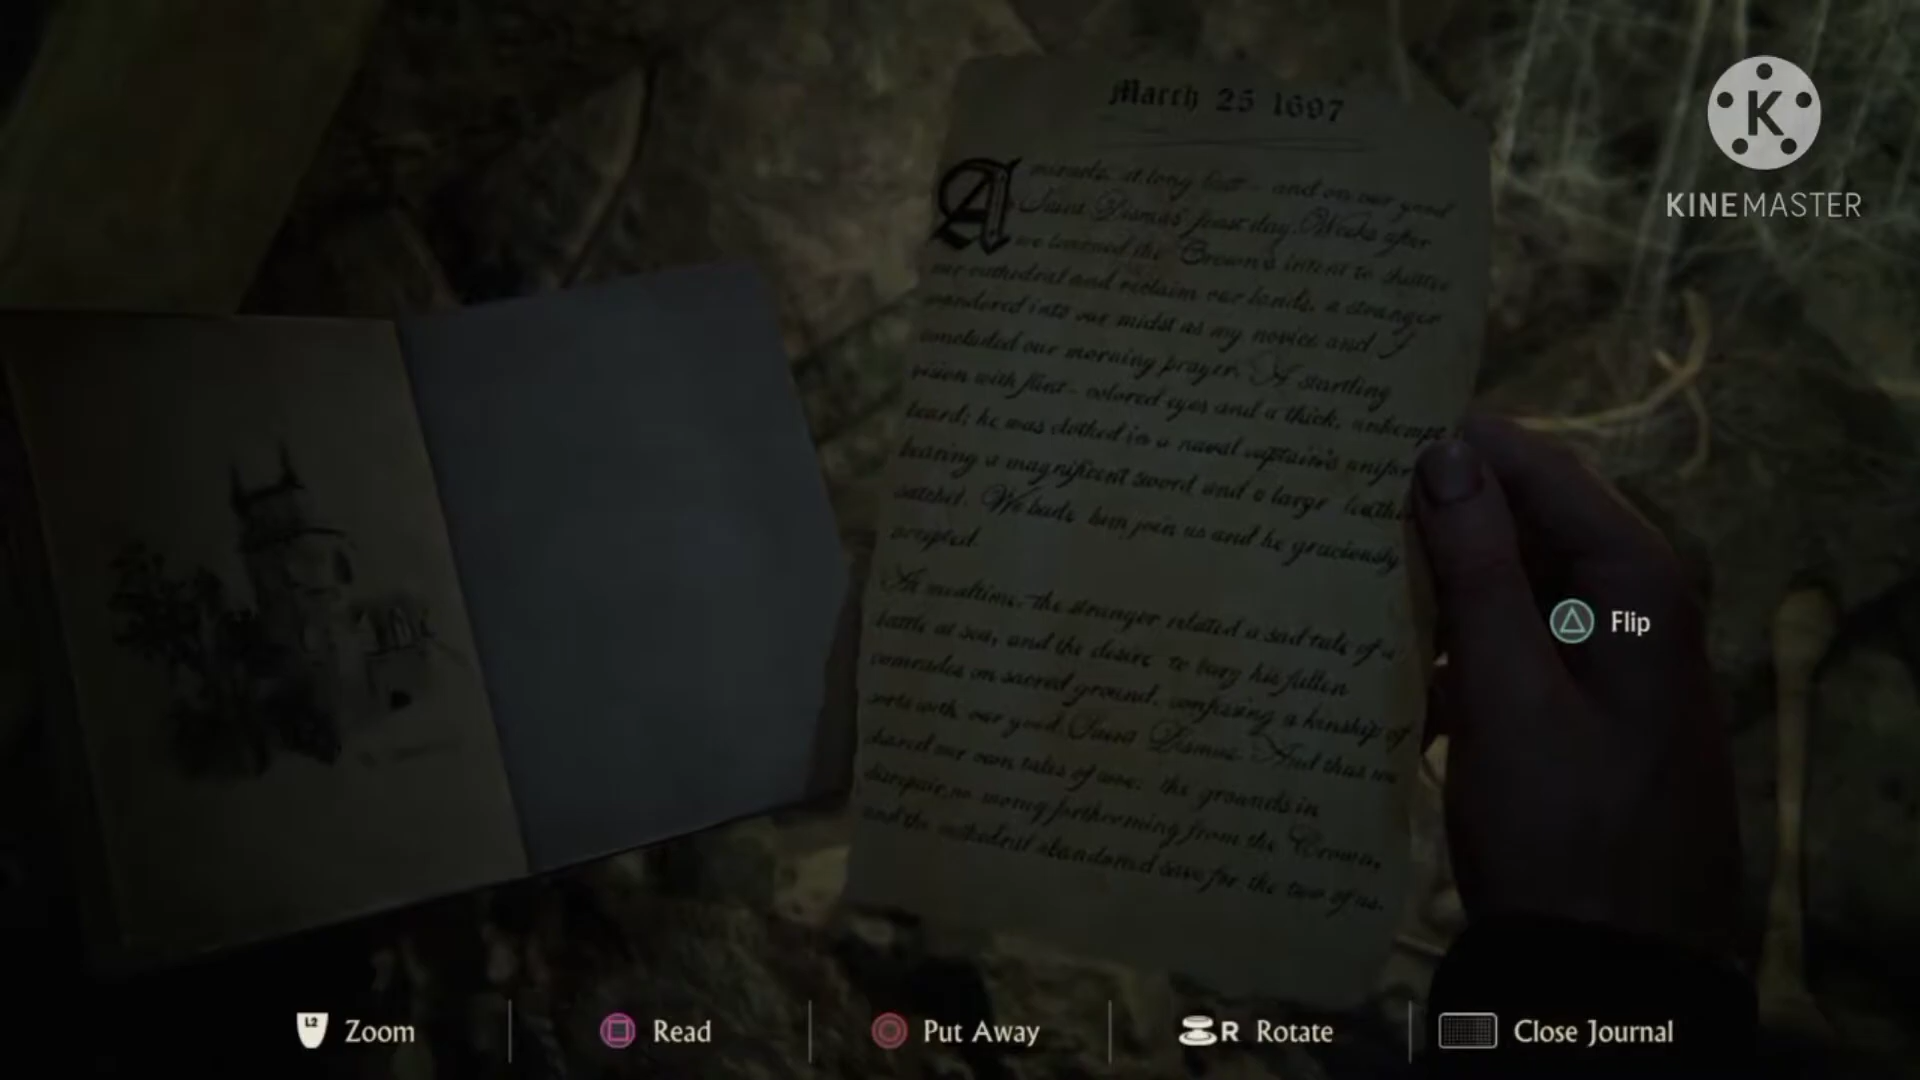 March 25 1697
A miracle, at long last - and on our good
Saint Dismas' feast day. Weeks after
we learned the Crown's intent to shutter
our cathedral and reclaim our lands, a stranger
wandered into our midst as my novice and I
concluded our morning prayer. A startling
vision with flint-colored eyes and a thick, unkempt
beard; he was clothed in a naval captain's unifor
bearing a magnificent sword and a large leathe
satchel. We bade him join us and he graciously
accepted.
At mealtime, the stranger related a sad tale of a
battle at sea, and the desire to bury his fallen
comrades on sacred ground, confessing a kinship of
sorts with our good Saint Dismas. And thus we
shared our own tales of woe: the grounds in
disrepair, no money forthcoming from the Crown,
and the cathedral abandoned save for the two of us.
K
KINEMASTER
Flip
L2 Zoom
Read
Put Away
R Rotate
Close Journal